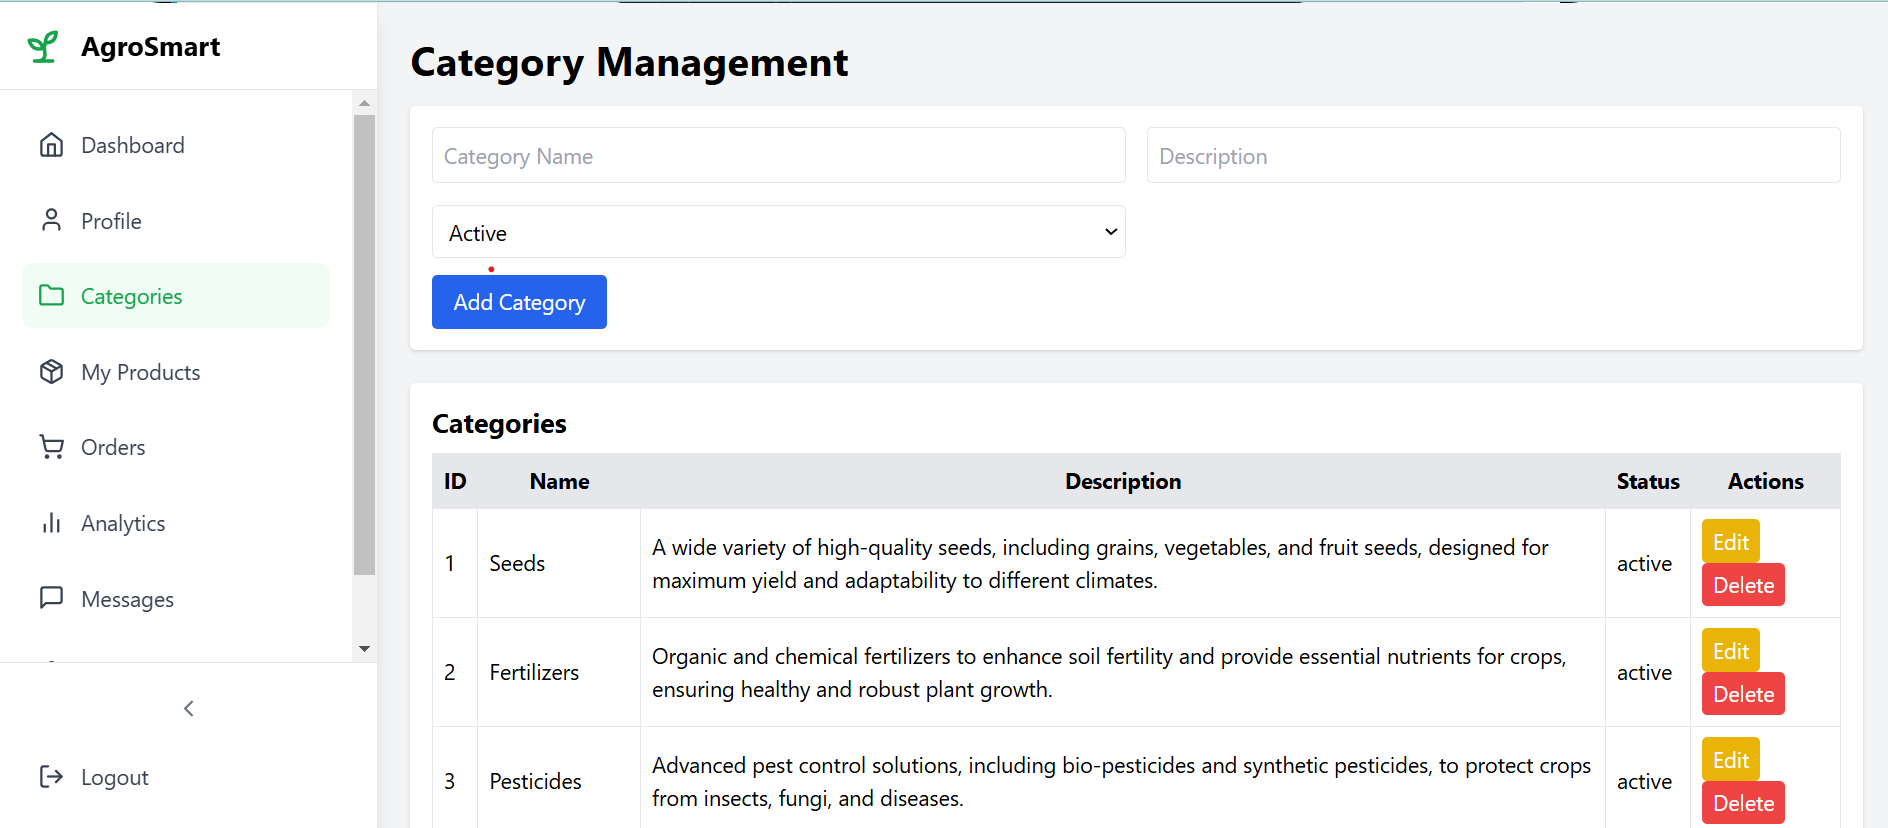 AgroSmart
Dashboard
Profile
Categories
My Products
Orders
Analytics
Messages
Logout
Category Management
Category Name
Description
Active
Add Category
Categories
ID Name Description Status Actions
1 Seeds A wide variety of high-quality seeds, including grains, vegetables, and fruit seeds, designed for
maximum yield and adaptability to different climates. active Edit
Delete
2 Fertilizers Organic and chemical fertilizers to enhance soil fertility and provide essential nutrients for crops,
ensuring healthy and robust plant growth. active Edit
Delete
3 Pesticides Advanced pest control solutions, including bio-pesticides and synthetic pesticides, to protect crops
from insects, fungi, and diseases. active Edit
Delete